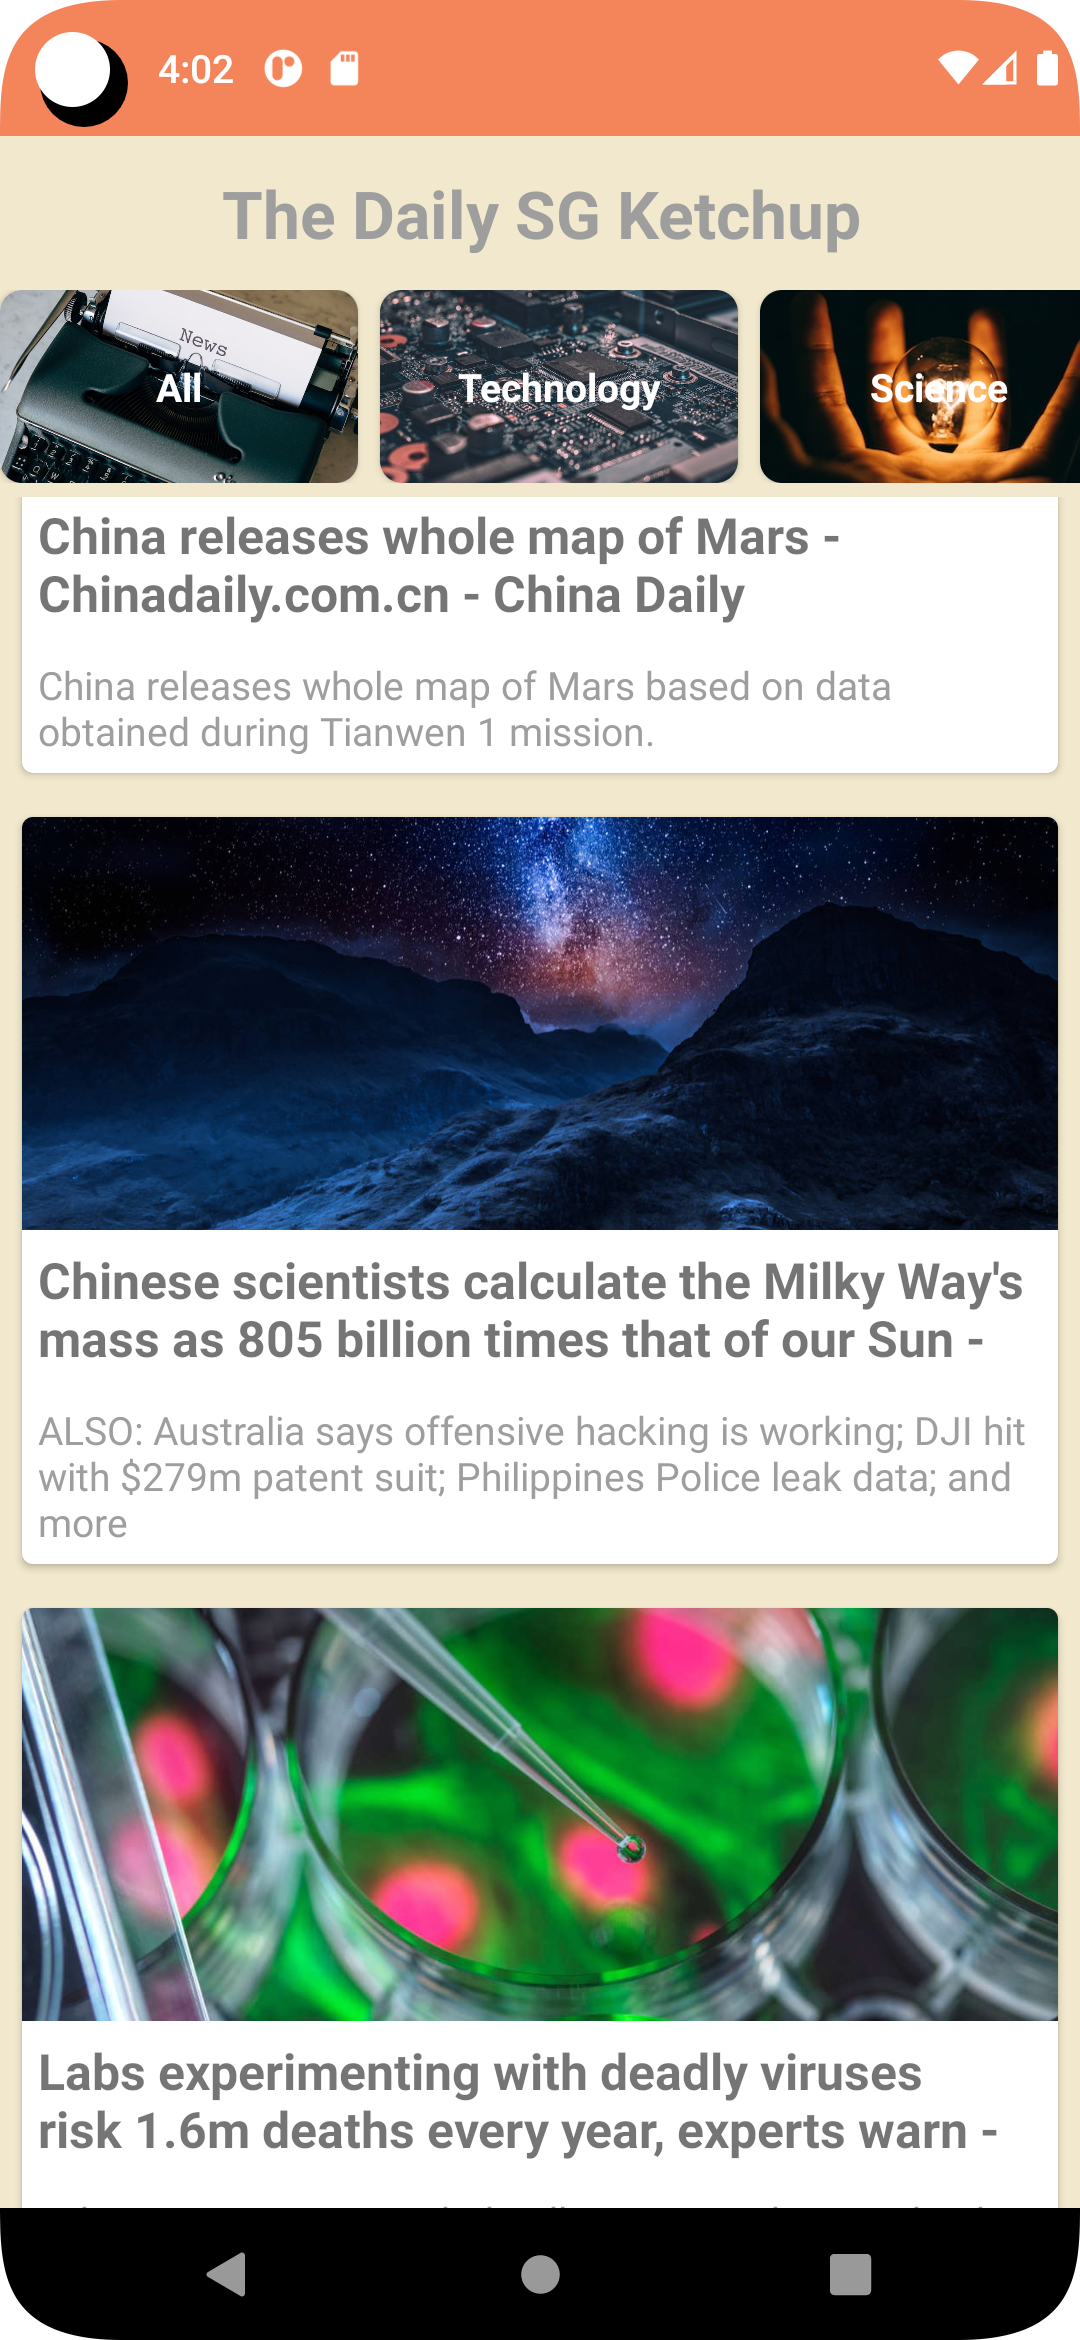 4:02
The Daily SG Ketchup
News
All
Technology
Science
China releases whole map of Mars -
Chinadaily.com.cn - China Daily
China releases whole map of Mars based on data
obtained during Tianwen 1 mission.
Chinese scientists calculate the Milky Way's
mass as 805 billion times that of our Sun -
ALSO: Australia says offensive hacking is working; DJI hit
with $279m patent suit; Philippines Police leak data; and
more
Labs experimenting with deadly viruses
risk 1.6m deaths every year, experts warn -